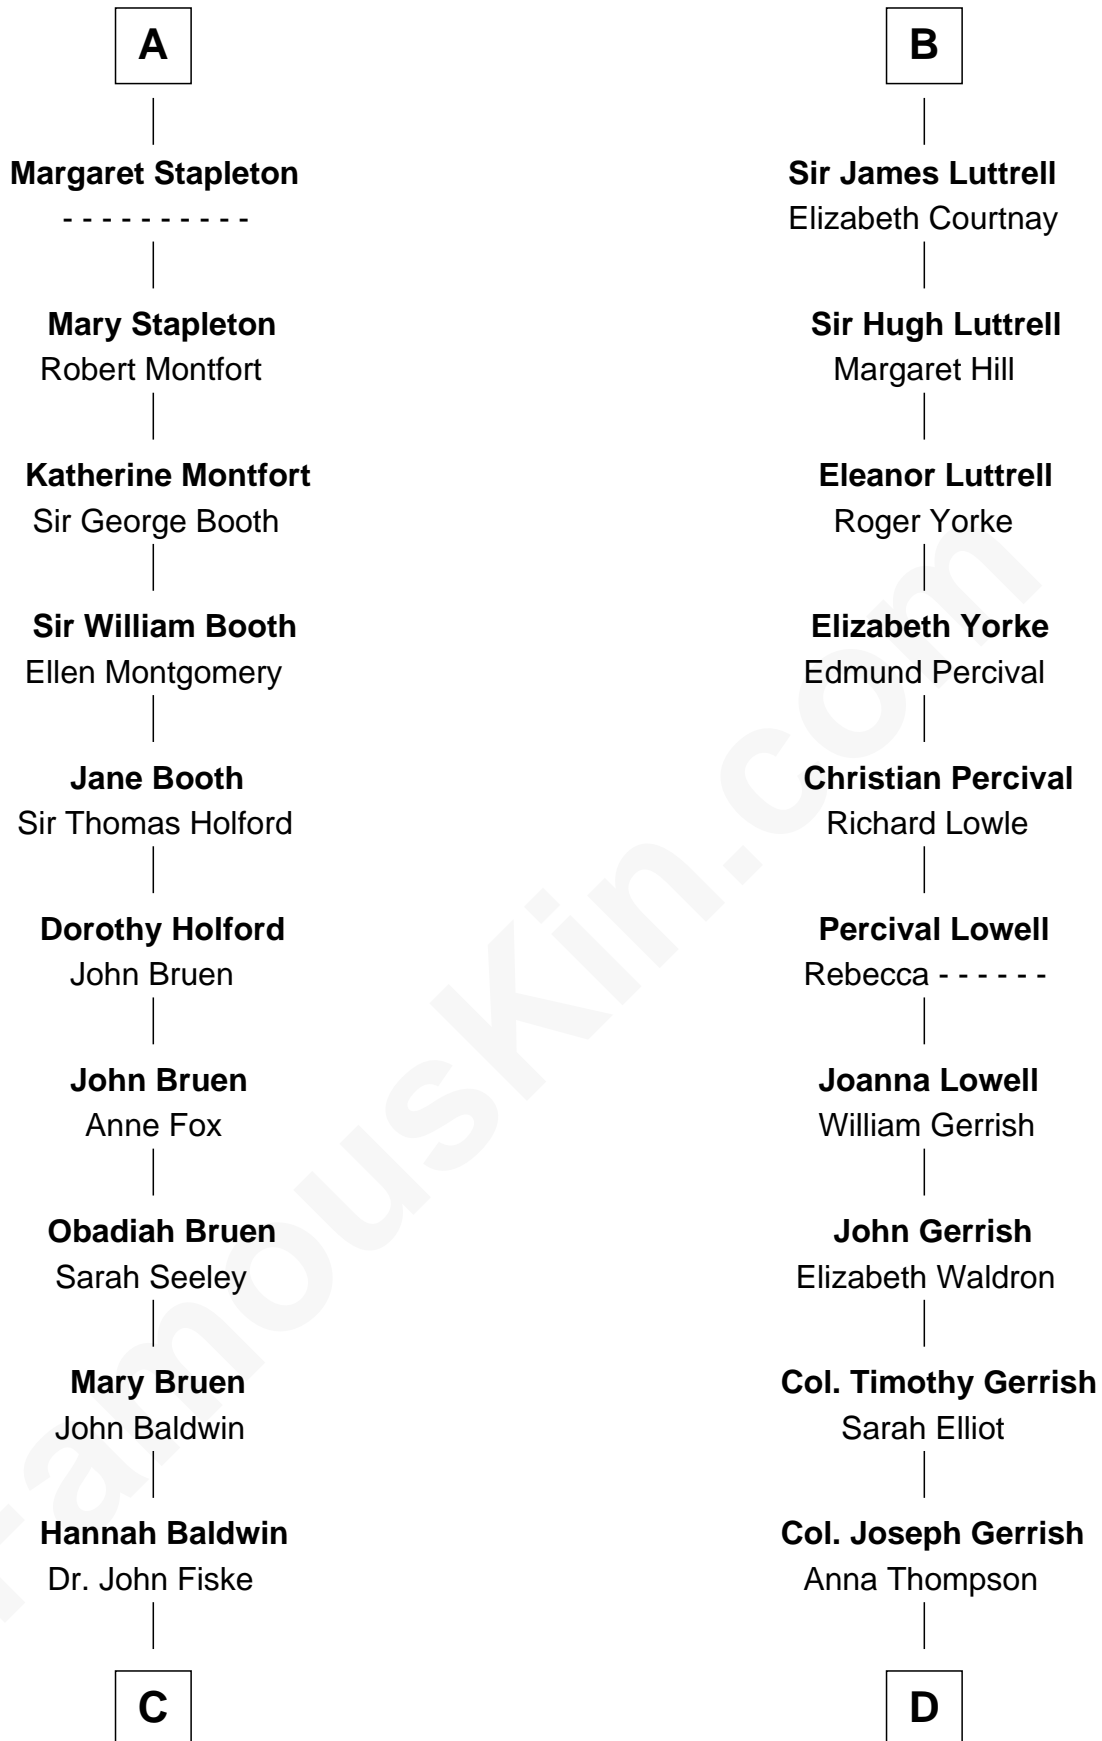 A
Margaret Stapleton
- - - - - - - - - -
Mary Stapleton
Robert Montfort
Katherine Montfort
Sir George Booth
Sir William Booth
Ellen Montgomery
Jane Booth
Sir Thomas Holford
Dorothy Holford
John Bruen
John Bruen
Anne Fox
Obadiah Bruen
Sarah Seeley
Mary Bruen
John Baldwin
Hannah Baldwin
Dr. John Fiske
C
B
Sir James Luttrell
Elizabeth Courtnay
Sir Hugh Luttrell
Margaret Hill
Eleanor Luttrell
Roger Yorke
Elizabeth Yorke
Edmund Percival
Christian Percival
Richard Lowle
Percival Lowell
Rebecca - - - - - -
Joanna Lowell
William Gerrish
John Gerrish
Elizabeth Waldron
Col. Timothy Gerrish
Sarah Elliot
Col. Joseph Gerrish
Anna Thompson
D
FamousKin.com